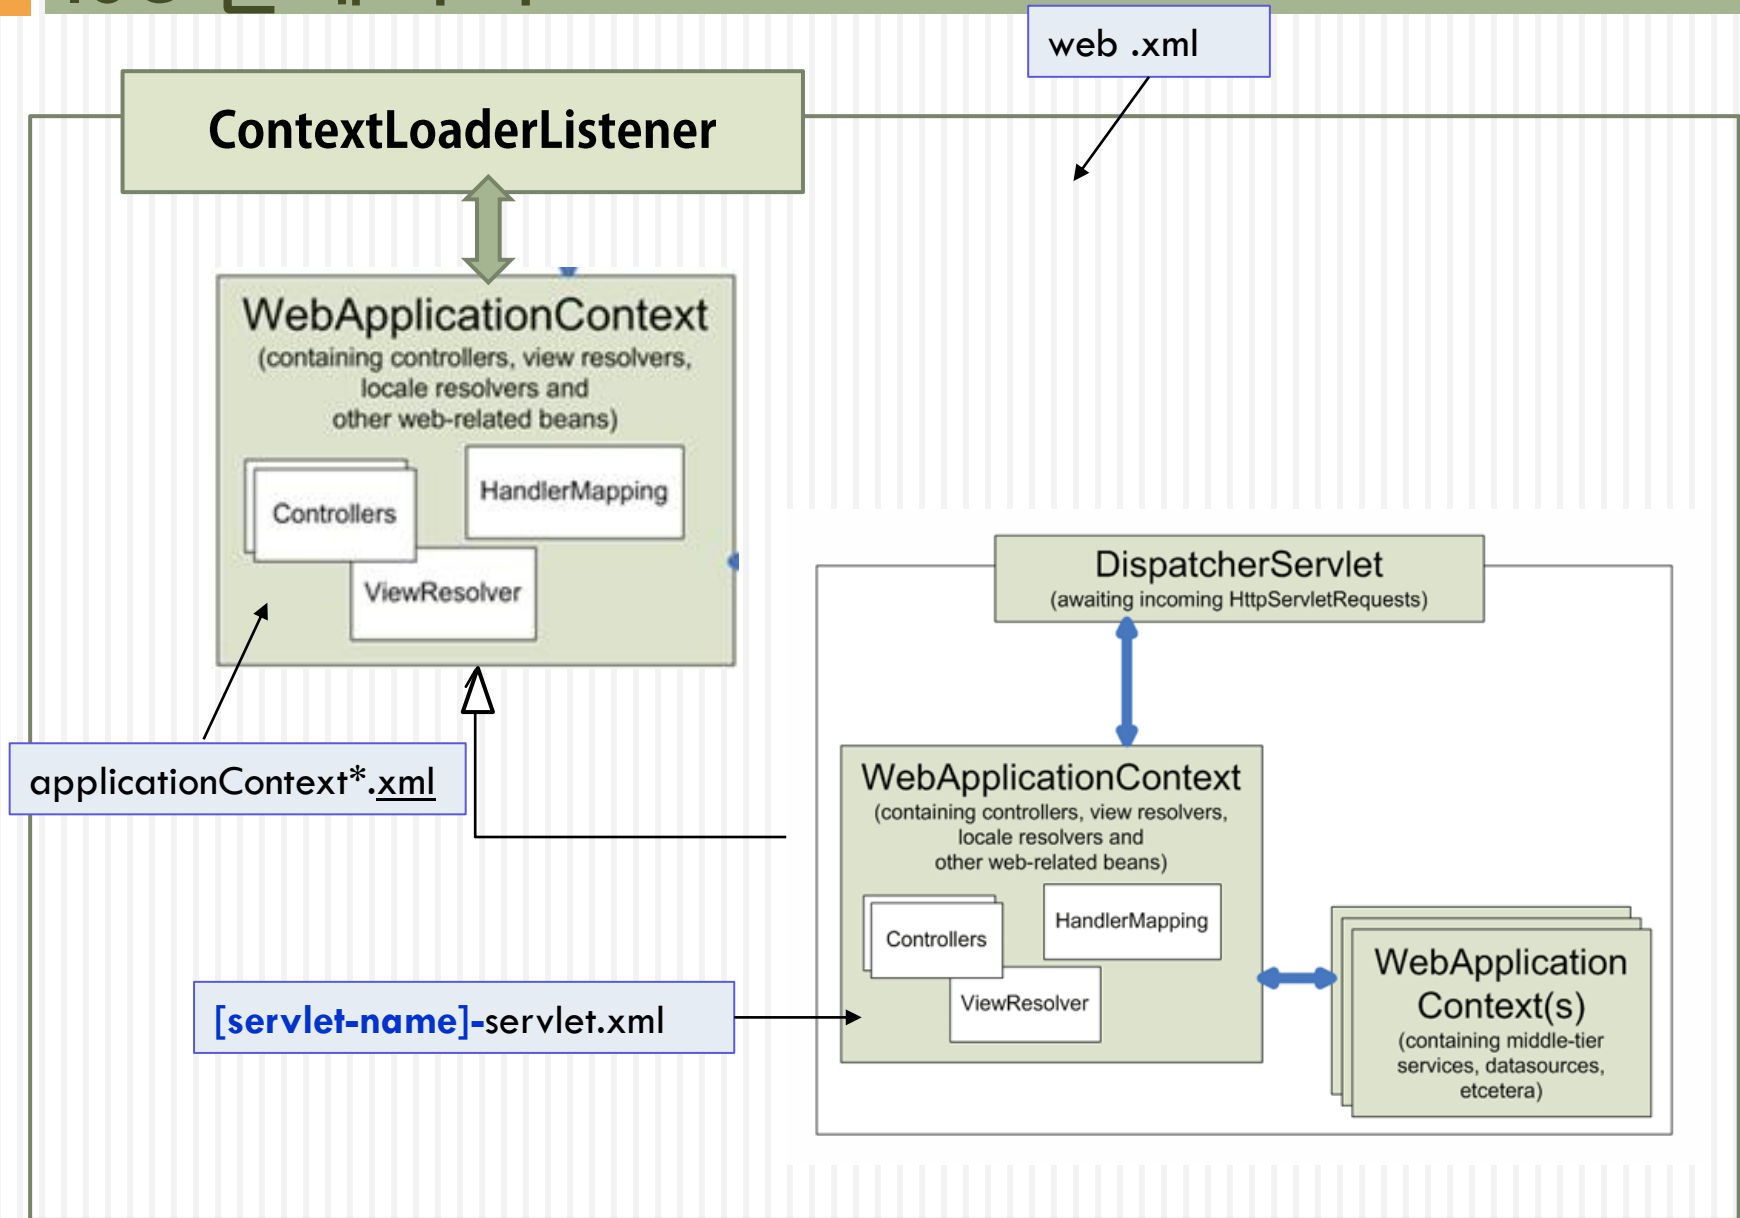 web .xml
ContextLoaderListener
WebApplicationContext
(containing controllers, view resolvers,
locale resolvers and
other web-related beans)
HandlerMapping
Controllers
ViewResolver
applicationContext*.xml
DispatcherServlet
(awaiting incoming HttpServletRequests)
WebApplicationContext
(containing controllers, view resolvers,
locale resolvers and
other web-related beans)
HandlerMapping
Controllers
ViewResolver
WebApplication
Context(s)
(containing middle-tier
services, datasources,
etcetera)
[servlet-name]-servlet.xml